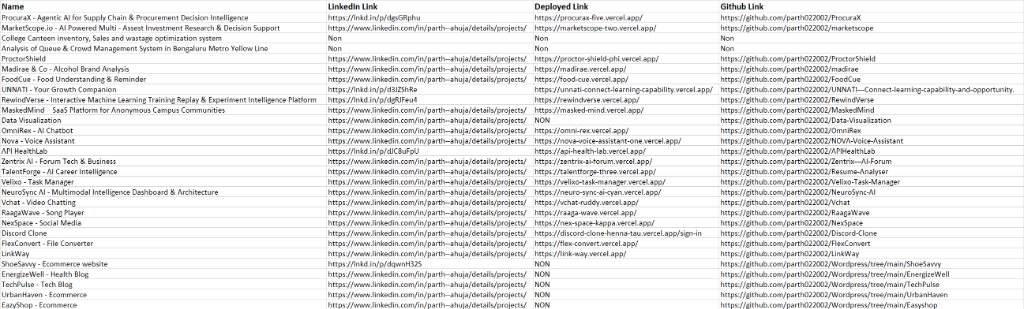 Name LinkedIn Link Deployed Link Github Link
ProcuraX - Agentic AI for Supply Chain & Procurement Decision Intelligence https://lnkd.in/p/dgsGRphu https://procurax-five.vercel.app/ https://github.com/parth022002/ProcuraX
MarketScope.io - AI Powered Multi - Assest Investment Research & Decision Support https://www.linkedin.com/in/parth--ahuja/details/projects/ https://marketscope-two.vercel.app/ https://github.com/parth022002/marketscope
College Canteen inventory, Sales and wastage optimization system Non Non Non
Analysis of Queue & Crowd Management System in Bengaluru Metro Yellow Line Non Non Non
ProctorShield https://www.linkedin.com/in/parth--ahuja/details/projects/ https://proctor-shield-phi.vercel.app/ https://github.com/parth022002/ProctorShield
Madirae & Co - Alcohol Brand Analysis https://www.linkedin.com/in/parth--ahuja/details/projects/ https://madirae.vercel.app/ https://github.com/parth022002/madirae
FoodCue - Food Understanding & Reminder https://www.linkedin.com/in/parth--ahuja/details/projects/ https://food-cue.vercel.app/ https://github.com/parth022002/FoodCue
UNNATI - Your Growth Companion https://lnkd.in/p/d3JZShRe https://unnati-connect-learning-capability.vercel.app/ https://github.com/parth022002/UNNATI---Connect-learning-capability-and-opportunity.
RewindVerse - Interactive Machine Learning Training Replay & Experiment Intelligence Platform https://lnkd.in/p/dgRJFeu4 https://rewindverse.vercel.app/ https://github.com/parth022002/RewindVerse
MaskedMind - SaaS Platform for Anonymous Campus Communities https://www.linkedin.com/in/parth--ahuja/details/projects/ https://masked-mind.vercel.app/ https://github.com/parth022002/MaskedMind
Data Visualization https://www.linkedin.com/in/parth--ahuja/details/projects/ NON https://github.com/parth022002/Data-Visualization
OmniRex - AI Chatbot https://www.linkedin.com/in/parth--ahuja/details/projects/ https://omni-rex.vercel.app/ https://github.com/parth022002/OmniRex
Nova - Voice Assistant https://www.linkedin.com/in/parth--ahuja/details/projects/ https://nova-voice-assistant-one.vercel.app/ https://github.com/parth022002/NOVA-Voice-Assistant
API HealthLab https://lnkd.in/p/dC8uFpU https://api-health-lab.vercel.app/ https://github.com/parth022002/APIHealthLab
Zentrix AI - Forum Tech & Business https://www.linkedin.com/in/parth--ahuja/details/projects/ https://zentrix-ai-forum.vercel.app/ https://github.com/parth022002/Zentrix---AI-Forum
TalentForge - AI Career Intelligence https://www.linkedin.com/in/parth--ahuja/details/projects/ https://talentforge-three.vercel.app/ https://github.com/parth022002/Resume-Analyser
Velixo - Task Manager https://www.linkedin.com/in/parth--ahuja/details/projects/ https://velixo-task-manager.vercel.app/ https://github.com/parth022002/Velixo-Task-Manager
NeuroSync AI - Multimodal Intelligence Dashboard & Architecture https://www.linkedin.com/in/parth--ahuja/details/projects/ https://neuro-sync-ai-cyan.vercel.app/ https://github.com/parth022002/NeuroSync-AI
Vchat - Video Chatting https://www.linkedin.com/in/parth--ahuja/details/projects/ https://vchat-ruddy.vercel.app/ https://github.com/parth022002/Vchat
RaagaWave - Song Player https://www.linkedin.com/in/parth--ahuja/details/projects/ https://raaga-wave.vercel.app/ https://github.com/parth022002/RaagaWave
NexSpace - Social Media https://www.linkedin.com/in/parth--ahuja/details/projects/ https://nex-space-kappa.vercel.app/ https://github.com/parth022002/NexSpace
Discord Clone https://www.linkedin.com/in/parth--ahuja/details/projects/ https://discord-clone-henna-tau.vercel.app/sign-in https://github.com/parth022002/Discord-Clone
FlexConvert - File Converter https://www.linkedin.com/in/parth--ahuja/details/projects/ https://flex-convert.vercel.app/ https://github.com/parth022002/FlexConvert
LinkWay https://www.linkedin.com/in/parth--ahuja/details/projects/ https://link-way.vercel.app/ https://github.com/parth022002/LinkWay
ShoeSavvy - Ecommerce website https://lnkd.in/p/dqwnH32S NON https://github.com/parth022002/Wordpress/tree/main/ShoeSavvy
EnergizeWell - Health Blog https://www.linkedin.com/in/parth--ahuja/details/projects/ NON https://github.com/parth022002/Wordpress/tree/main/EnergizeWell
TechPulse - Tech Blog https://www.linkedin.com/in/parth--ahuja/details/projects/ NON https://github.com/parth022002/Wordpress/tree/main/TechPulse
UrbanHaven - Ecommerce https://www.linkedin.com/in/parth--ahuja/details/projects/ NON https://github.com/parth022002/Wordpress/tree/main/UrbanHaven
EazyShop - Ecommerce https://www.linkedin.com/in/parth--ahuja/details/projects/ NON https://github.com/parth022002/Wordpress/tree/main/Easyshop